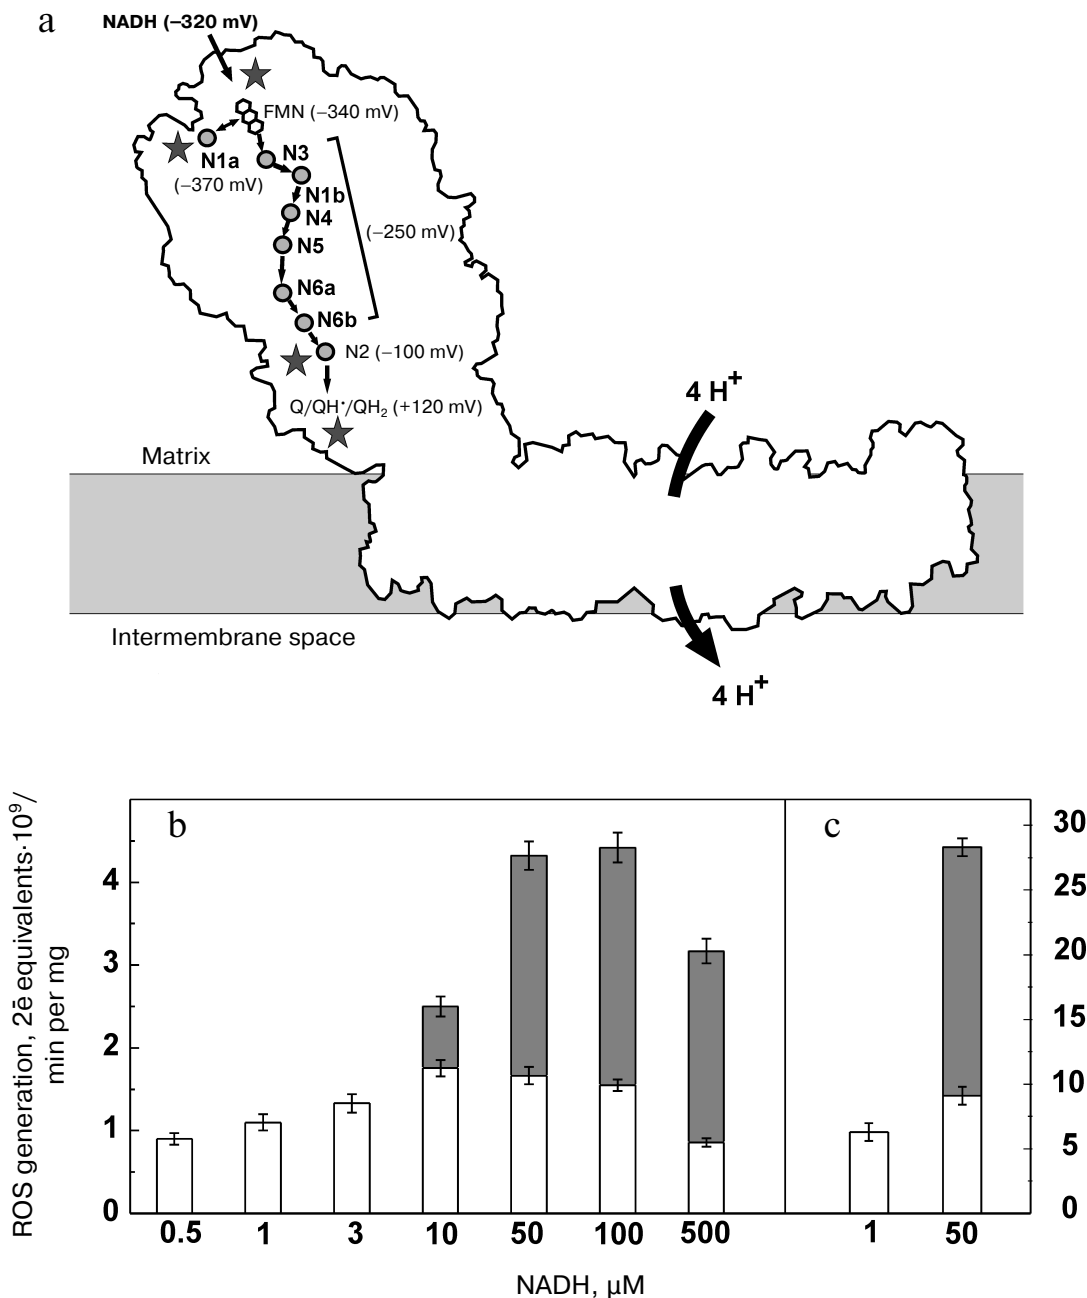 a
NADH (–320 mV)
FMN (–340 mV)
N1a
(–370 mV)
N3
N1b
N4
(–250 mV)
N5
N6a
N6b
N2 (–100 mV)
Q/QH•/QH₂ (+120 mV)
4 H⁺
Matrix
Intermembrane space
4 H⁺
ROS generation, 2ē equivalents·10⁹/
min per mg
b
4
3
2
1
0
0.5 1 3 10 50 100 500
c
30
25
20
15
10
5
0
1 50
NADH, µM